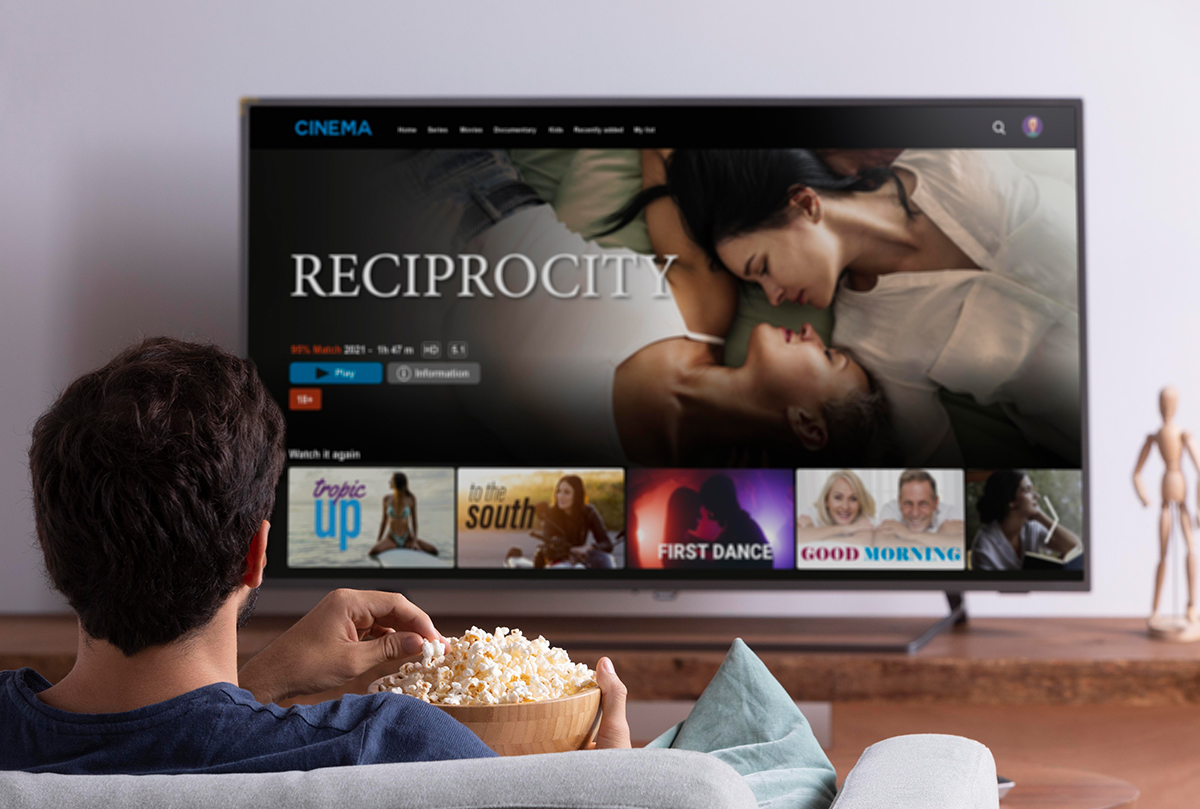 CINEMA Home Series Movies Documentary Kids Recently added My list
RECIPROCITY
95% Match 2021 - 1h 47 m HD 5.1
Play Information
18+
Watch it again
tropic
up
to the
south
FIRST DANCE
GOOD MORNING